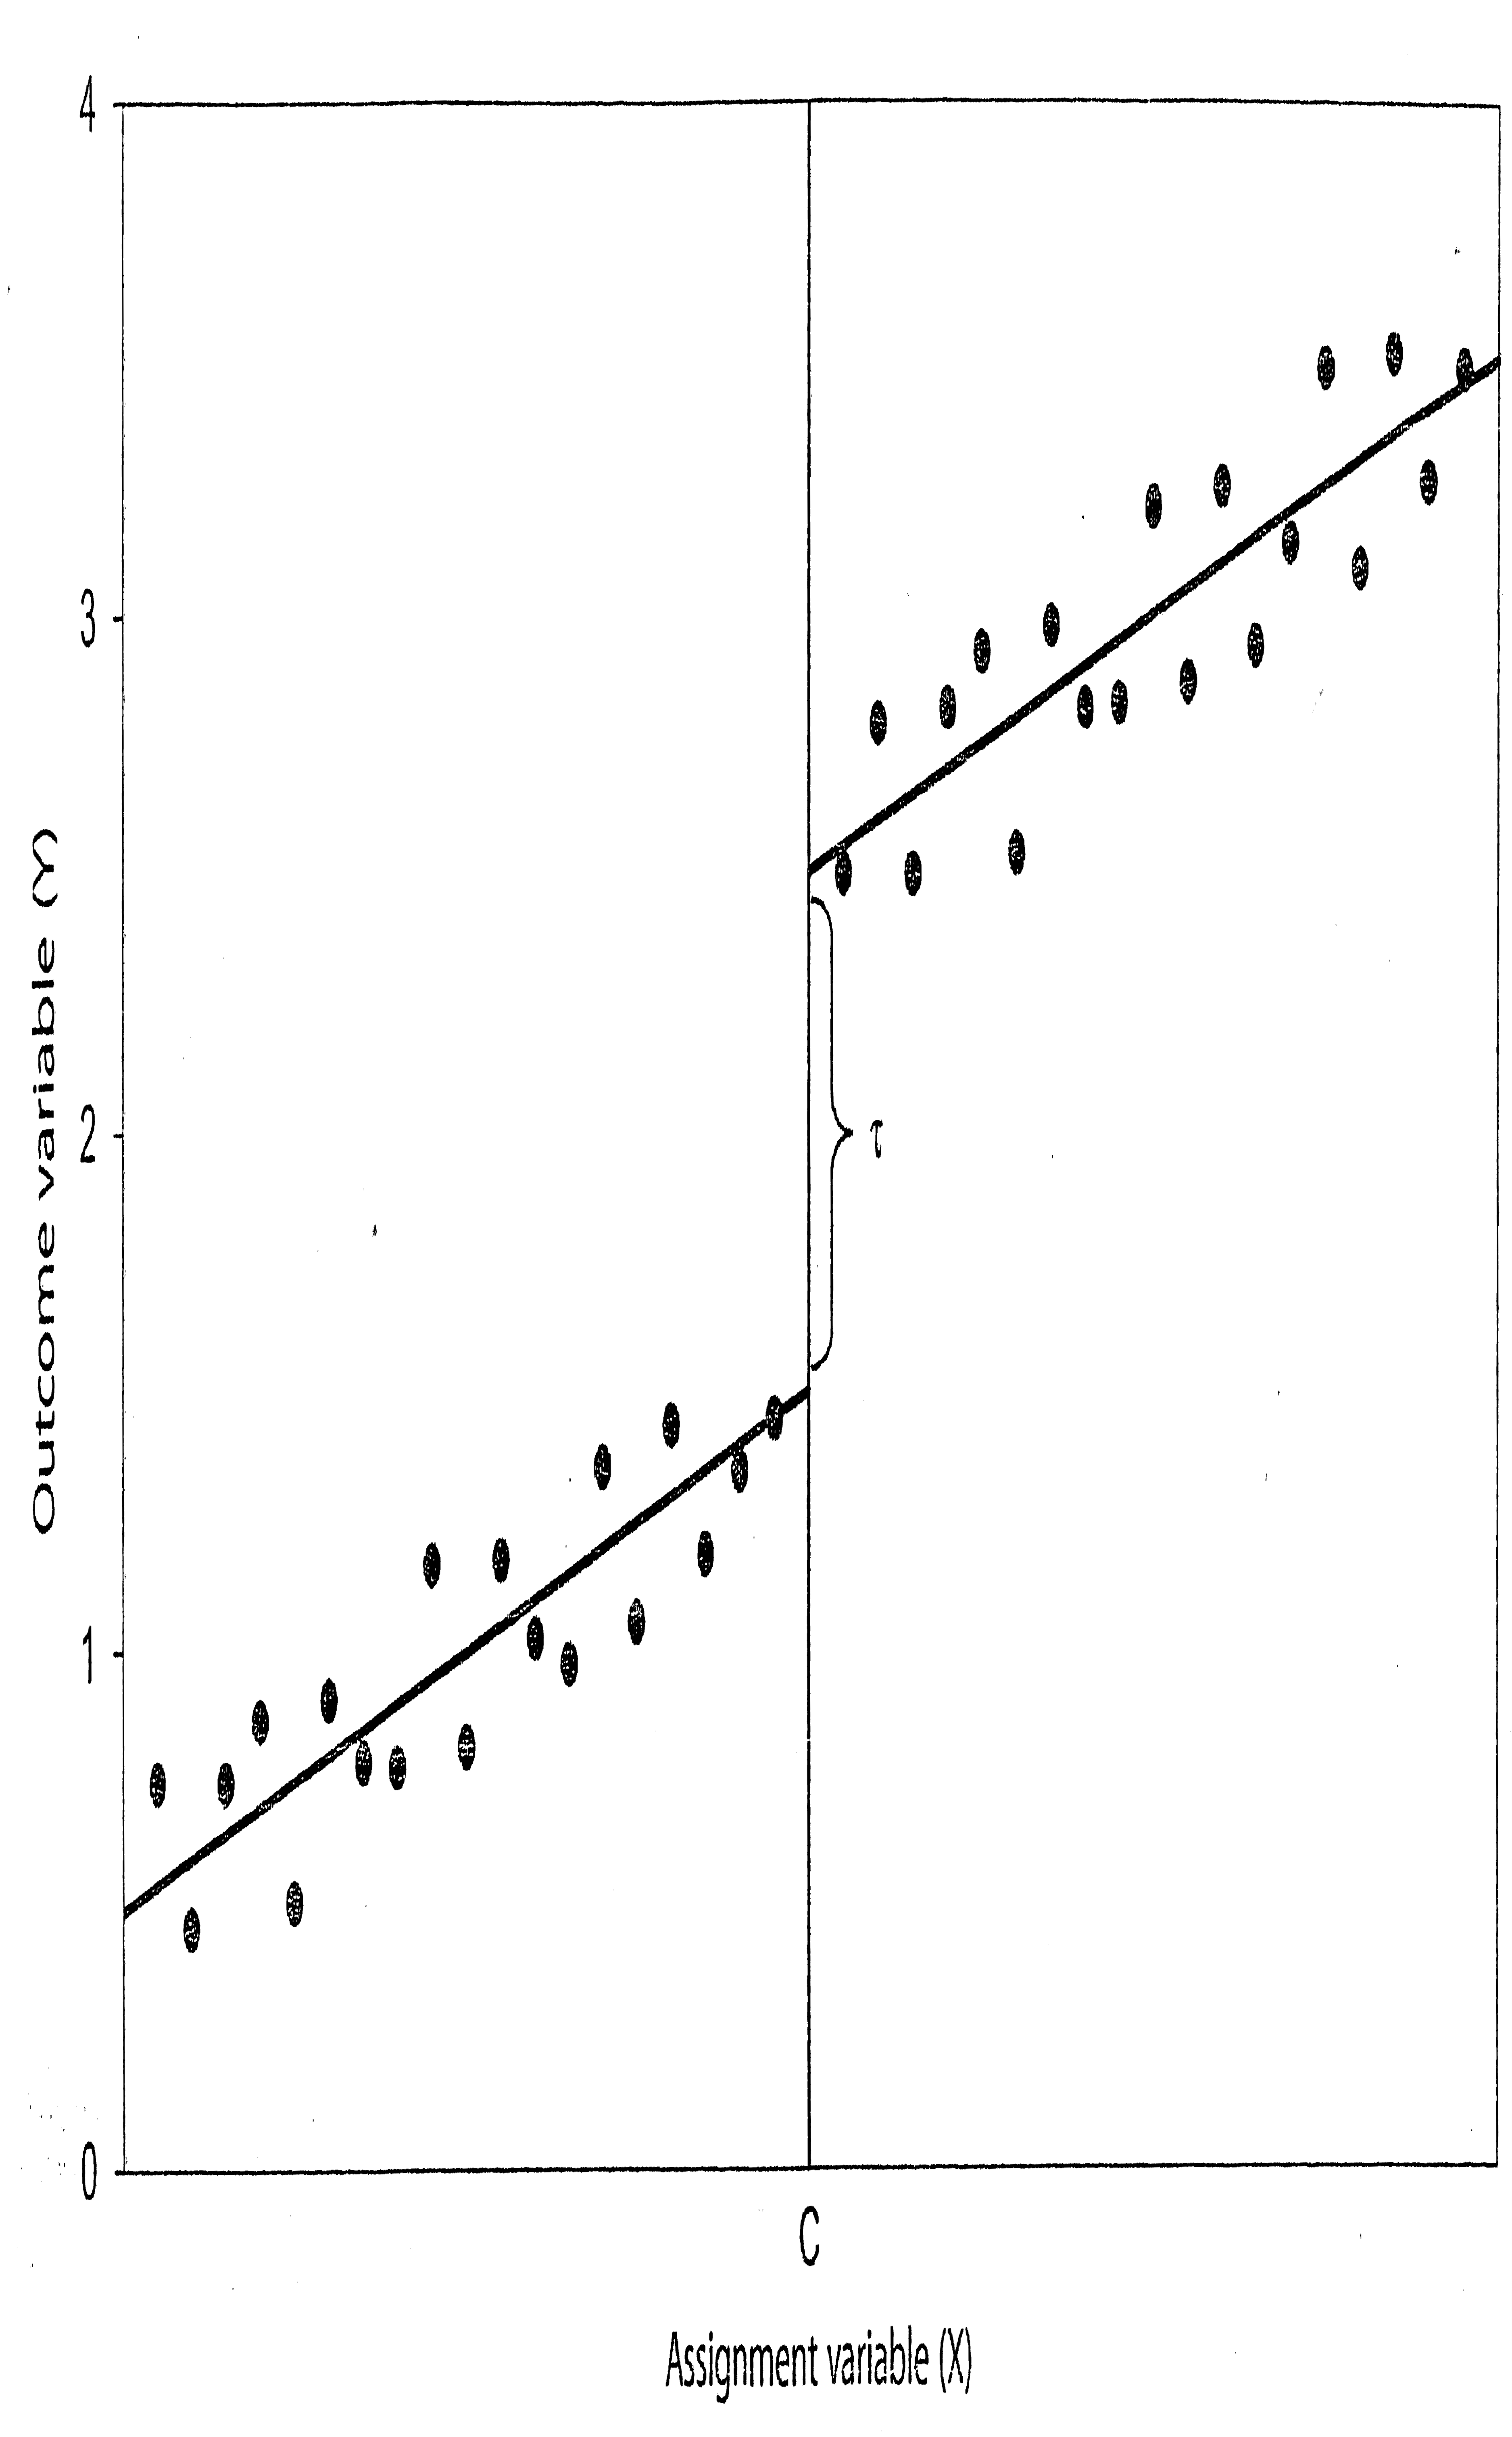 4
3
2
1
0
Outcome variable (Y)
τ
C
Assignment variable (X)